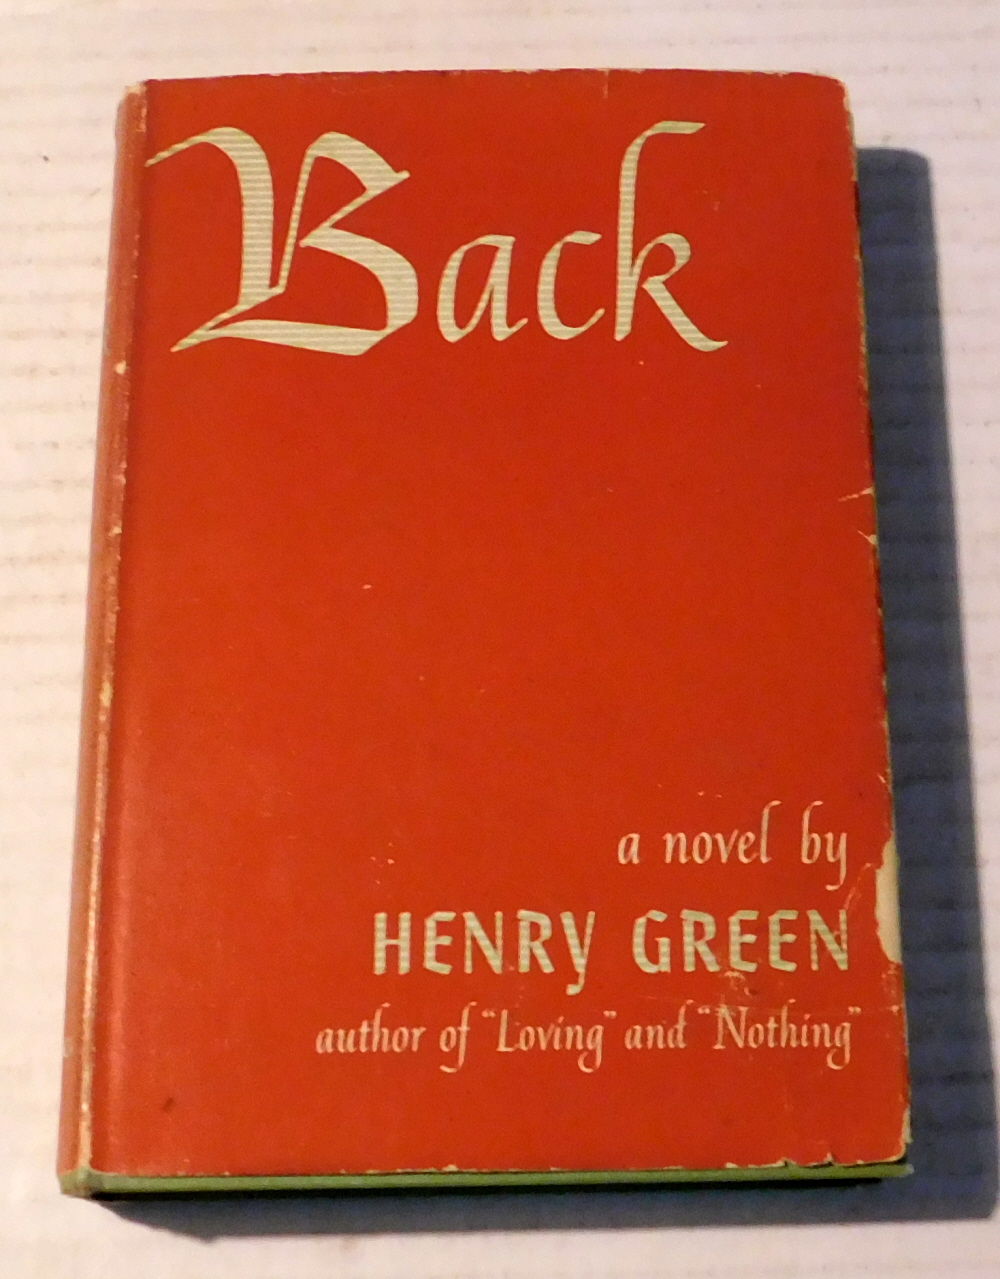 Back
a novel by
HENRY GREEN
author of "Loving" and "Nothing"